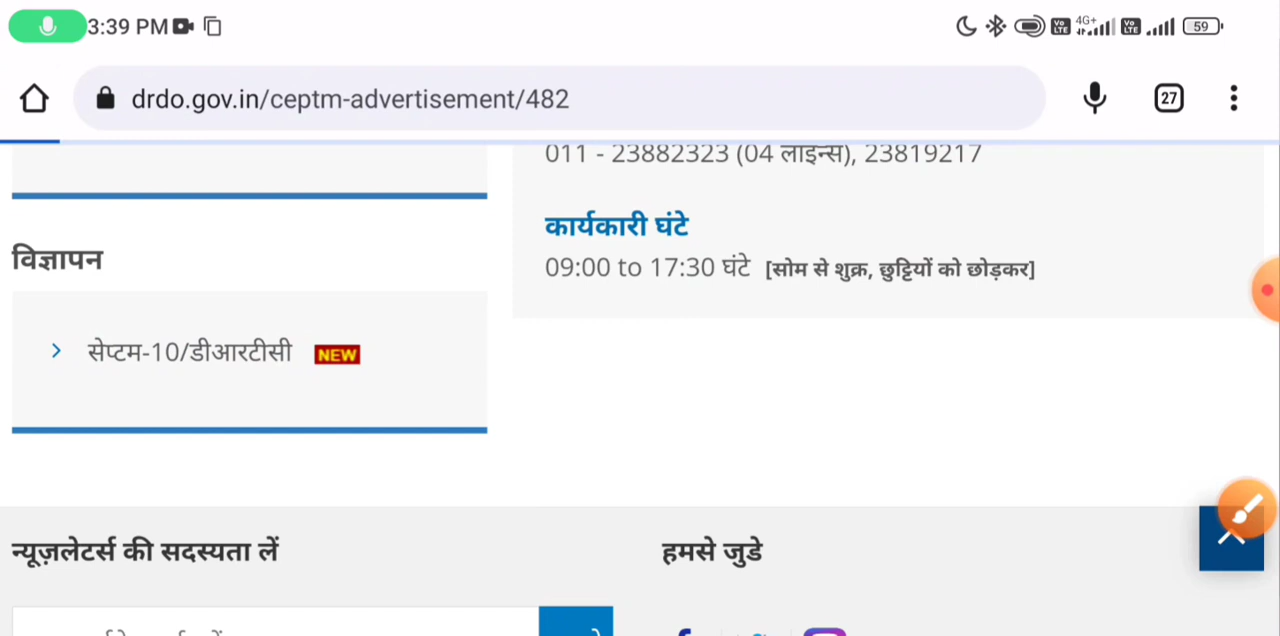 3:39 PM
4G+
59
drdo.gov.in/ceptm-advertisement/482
27
011 - 23882323 (04 लाइन्स), 23819217
कार्यकारी घंटे
09:00 to 17:30 घंटे [सोम से शुक्र, छुट्टियों को छोड़कर]
विज्ञापन
सेप्टम-10/डीआरटीसी NEW
न्यूज़लेटर्स की सदस्यता लें
हमसे जुडे